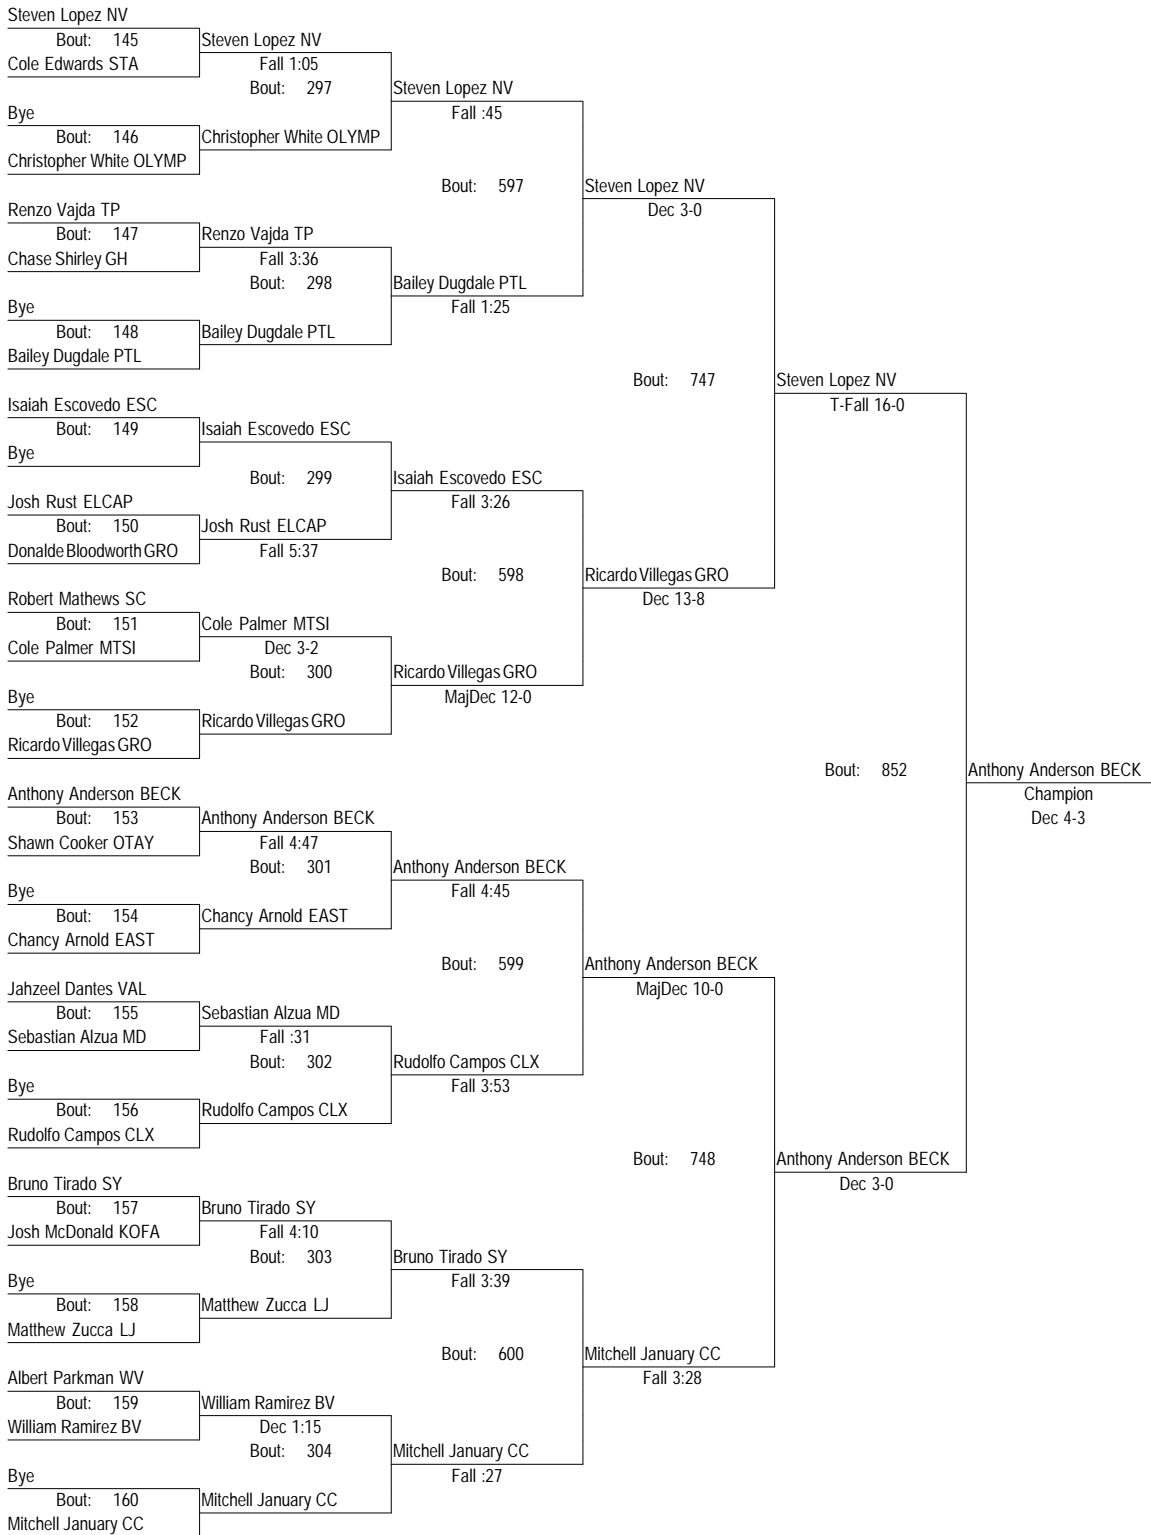 Steven Lopez NV
Bout: 145 Steven Lopez NV
Cole Edwards STA Fall 1:05
Bout: 297 Steven Lopez NV
Bye Fall :45
Bout: 146 Christopher White OLYMP
Christopher White OLYMP
Bout: 597 Steven Lopez NV
Renzo Vajda TP Dec 3-0
Bout: 147 Renzo Vajda TP
Chase Shirley GH Fall 3:36
Bout: 298 Bailey Dugdale PTL
Bye Fall 1:25
Bout: 148 Bailey Dugdale PTL
Bailey Dugdale PTL
Bout: 747 Steven Lopez NV
Isaiah Escovedo ESC T-Fall 16-0
Bout: 149 Isaiah Escovedo ESC
Bye
Bout: 299 Isaiah Escovedo ESC
Josh Rust ELCAP Fall 3:26
Bout: 150 Josh Rust ELCAP
Donalde Bloodworth GRO Fall 5:37
Bout: 598 Ricardo Villegas GRO
Robert Mathews SC Dec 13-8
Bout: 151 Cole Palmer MTSI
Cole Palmer MTSI Dec 3-2
Bout: 300 Ricardo Villegas GRO
Bye MajDec 12-0
Bout: 152 Ricardo Villegas GRO
Ricardo Villegas GRO
Bout: 852 Anthony Anderson BECK
Anthony Anderson BECK Champion
Bout: 153 Anthony Anderson BECK Dec 4-3
Shawn Cooker OTAY Fall 4:47
Bout: 301 Anthony Anderson BECK
Bye Fall 4:45
Bout: 154 Chancy Arnold EAST
Chancy Arnold EAST
Bout: 599 Anthony Anderson BECK
Jahzeel Dantes VAL MajDec 10-0
Bout: 155 Sebastian Alzua MD
Sebastian Alzua MD Fall :31
Bout: 302 Rudolfo Campos CLX
Bye Fall 3:53
Bout: 156 Rudolfo Campos CLX
Rudolfo Campos CLX
Bout: 748 Anthony Anderson BECK
Bruno Tirado SY Dec 3-0
Bout: 157 Bruno Tirado SY
Josh McDonald KOFA Fall 4:10
Bout: 303 Bruno Tirado SY
Bye Fall 3:39
Bout: 158 Matthew Zucca LJ
Matthew Zucca LJ
Bout: 600 Mitchell January CC
Albert Parkman WV Fall 3:28
Bout: 159 William Ramirez BV
William Ramirez BV Dec 1:15
Bout: 304 Mitchell January CC
Bye Fall :27
Bout: 160 Mitchell January CC
Mitchell January CC